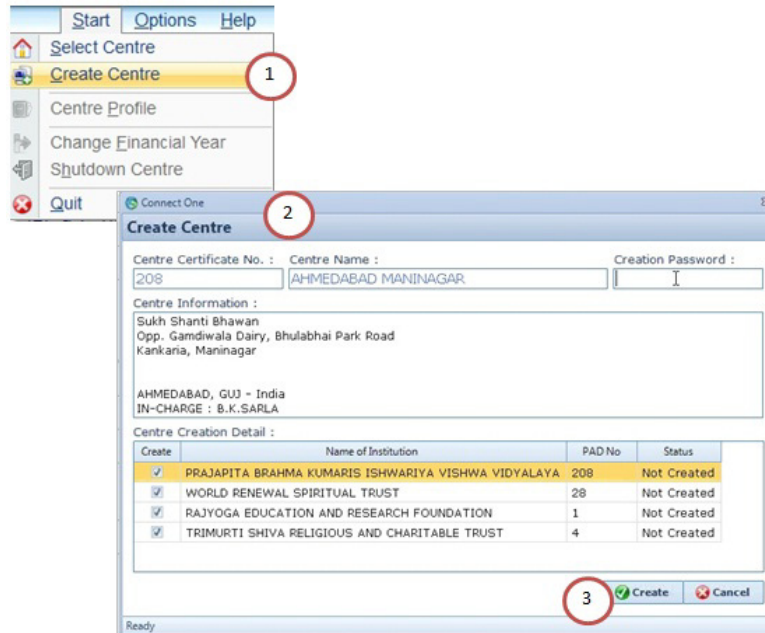 Start Options Help
Select Centre
Create Centre
1
Centre Profile
Change Financial Year
Shutdown Centre
Quit
Connect One
2
Create Centre
Centre Certificate No. : Centre Name : Creation Password :
208 AHMEDABAD MANINAGAR
Centre Information :
Sukh Shanti Bhawan
Opp. Gamdiwala Dairy, Bhulabhai Park Road
Kankaria, Maninagar
AHMEDABAD, GUJ - India
IN-CHARGE : B.K.SARLA
Centre Creation Detail :
Create Name of Institution PAD No Status
PRAJAPITA BRAHMA KUMARIS ISHWARIYA VISHWA VIDYALAYA 208 Not Created
WORLD RENEWAL SPIRITUAL TRUST 28 Not Created
RAJYOGA EDUCATION AND RESEARCH FOUNDATION 1 Not Created
TRIMURTI SHIVA RELIGIOUS AND CHARITABLE TRUST 4 Not Created
3 Create Cancel
Ready